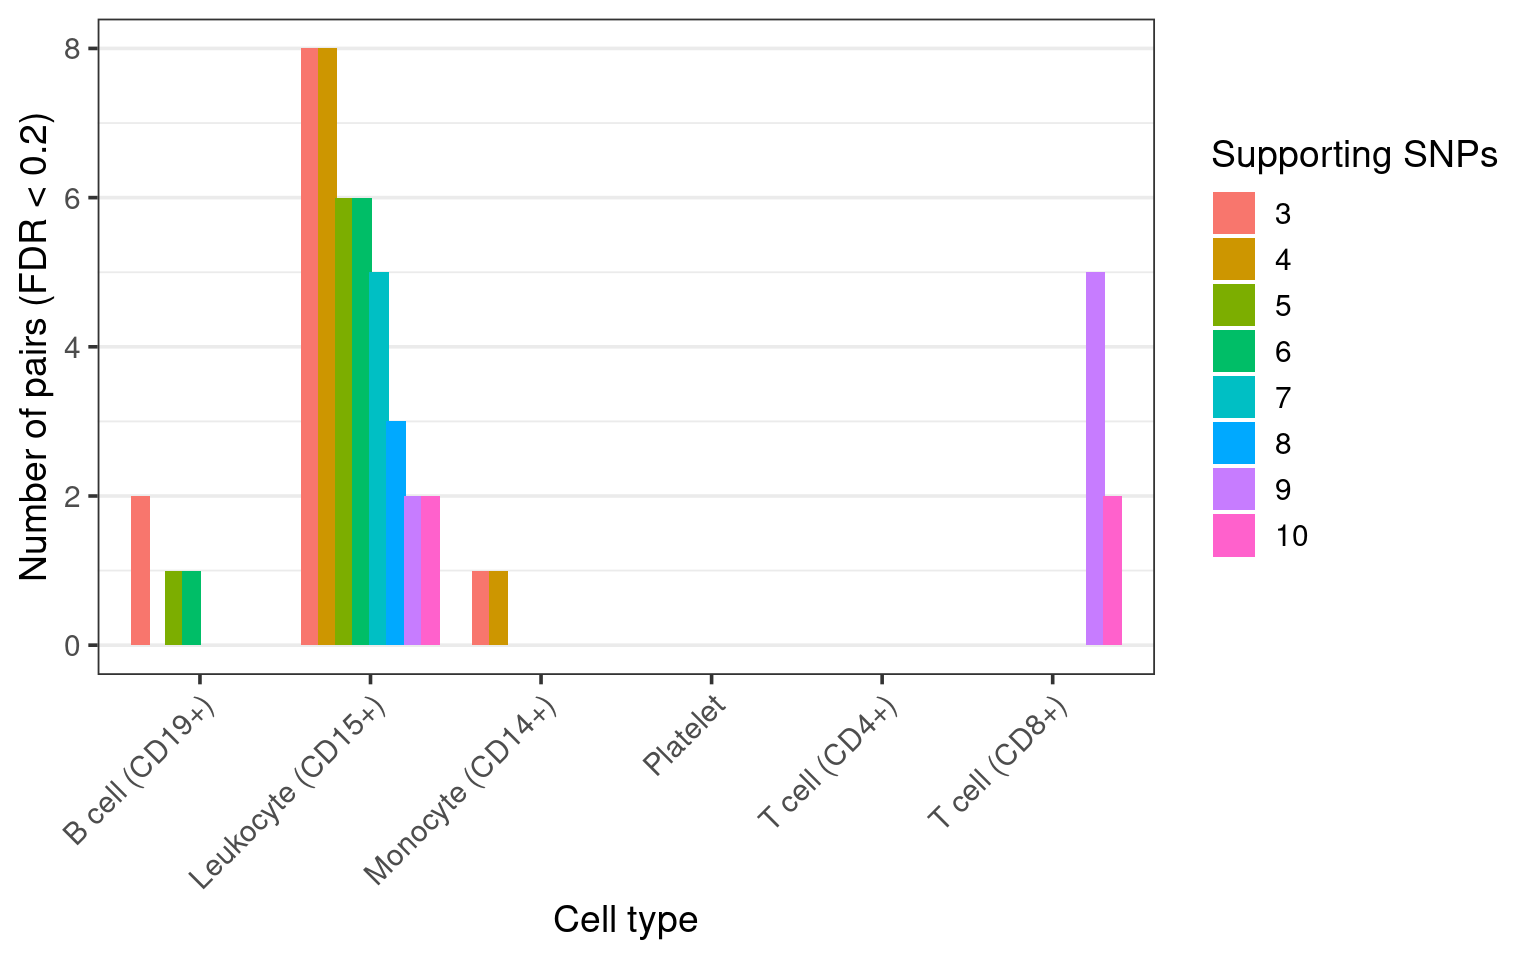 Number of pairs (FDR < 0.2)
8
6
4
2
0
B cell (CD19+)
Leukocyte (CD15+)
Monocyte (CD14+)
Platelet
T cell (CD4+)
T cell (CD8+)
Cell type
Supporting SNPs
3
4
5
6
7
8
9
10